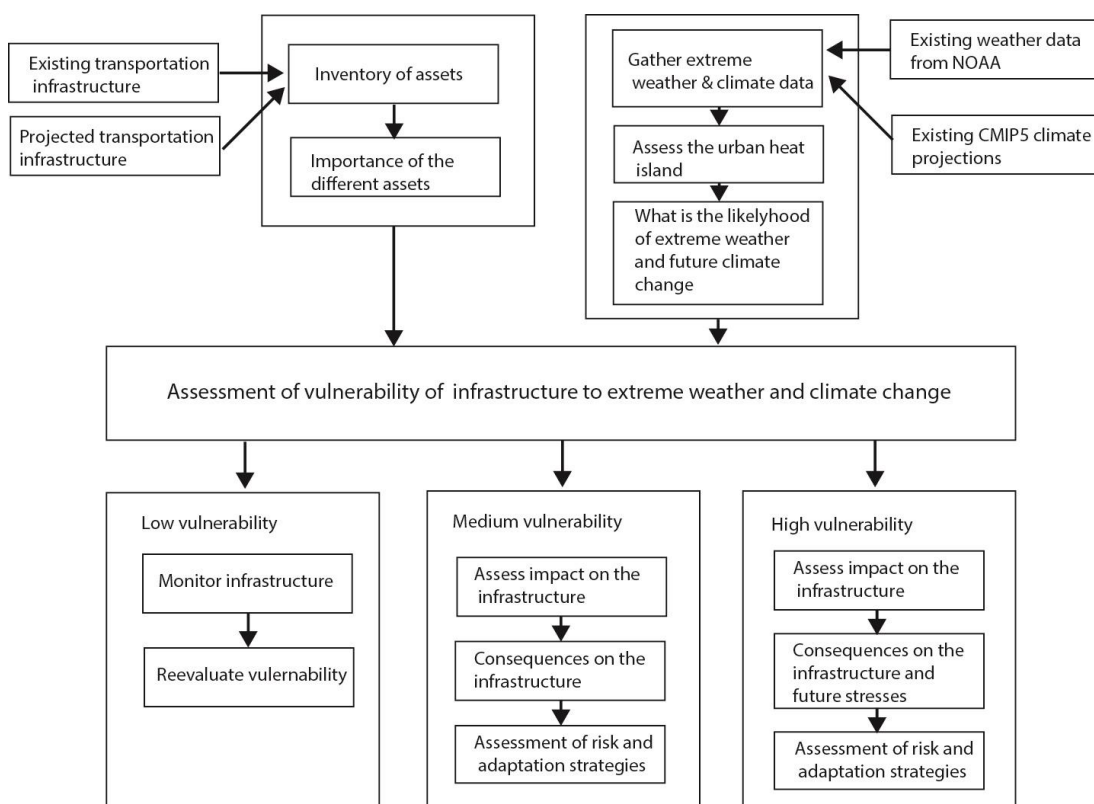 Existing transportation
infrastructure
Projected transportation
infrastructure
Inventory of assets
Importance of the
different assets
Gather extreme
weather & climate data
Assess the urban heat
island
What is the likelyhood
of extreme weather
and future climate
change
Existing weather data
from NOAA
Existing CMIP5 climate
projections
Assessment of vulnerability of infrastructure to extreme weather and climate change
Low vulnerability
Monitor infrastructure
Reevaluate vulernability
Medium vulnerability
Assess impact on the
infrastructure
Consequences on the
infrastructure
Assessment of risk and
adaptation strategies
High vulnerability
Assess impact on the
infrastructure
Consequences on the
infrastructure and
future stresses
Assessment of risk and
adaptation strategies